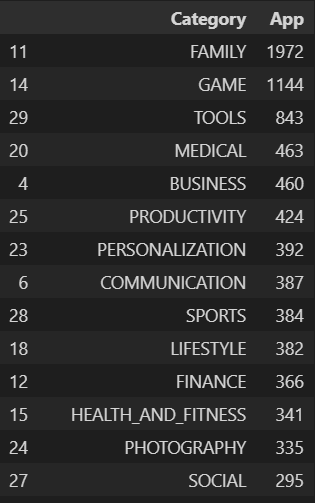 Category App
11 FAMILY 1972
14 GAME 1144
29 TOOLS 843
20 MEDICAL 463
4 BUSINESS 460
25 PRODUCTIVITY 424
23 PERSONALIZATION 392
6 COMMUNICATION 387
28 SPORTS 384
18 LIFESTYLE 382
12 FINANCE 366
15 HEALTH_AND_FITNESS 341
24 PHOTOGRAPHY 335
27 SOCIAL 295